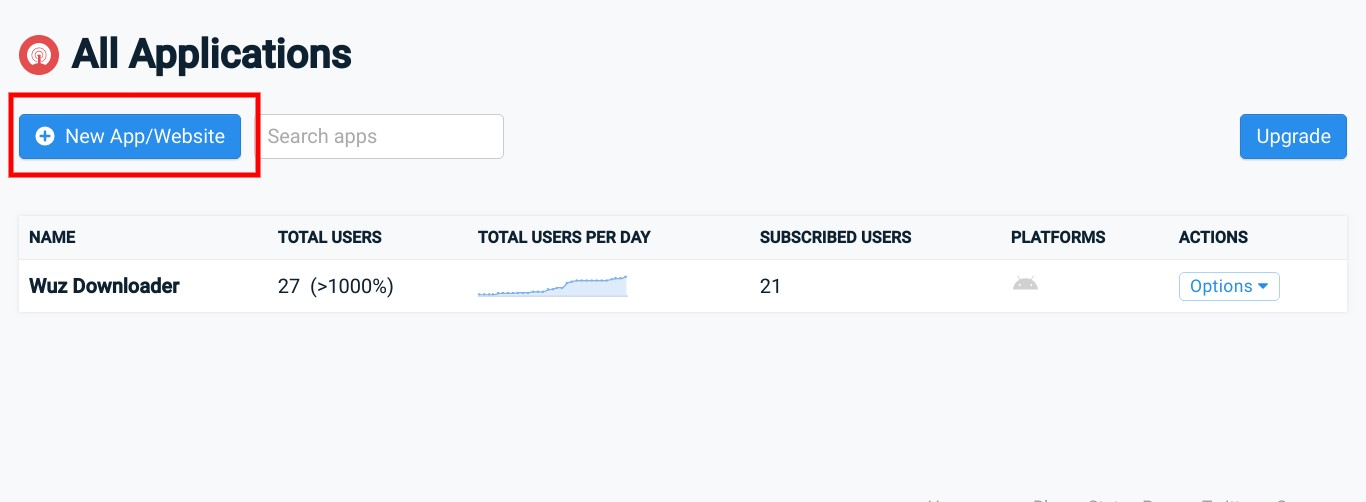 All Applications
New App/Website
Search apps
Upgrade
NAME TOTAL USERS TOTAL USERS PER DAY SUBSCRIBED USERS PLATFORMS ACTIONS
Wuz Downloader 27 (>1000%) 21 Options